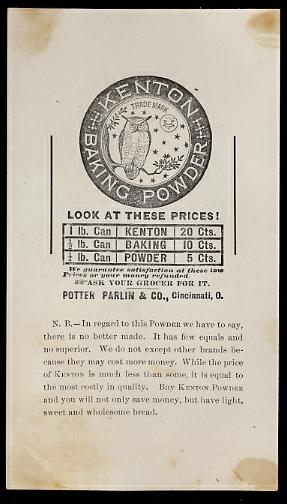 KENTON
TRADE MARK
BAKING POWDER
LOOK AT THESE PRICES!
1 lb. Can KENTON 20 Cts.
½ lb. Can BAKING 10 Cts.
¼ lb. Can POWDER 5 Cts.
We guarantee satisfaction at these low
Prices or your money refunded.
ASK YOUR GROCER FOR IT.
POTTER PARLIN & CO., Cincinnati, O.
N. B.—In regard to this POWDER we have to say,
there is no better made. It has few equals and
no superior. We do not except other brands be-
cause they may cost more money. While the price
of KENTON is much less than some, it is equal to
the most costly in quality. Buy KENTON POWDER
and you will not only save money, but have light,
sweet and wholesome bread.